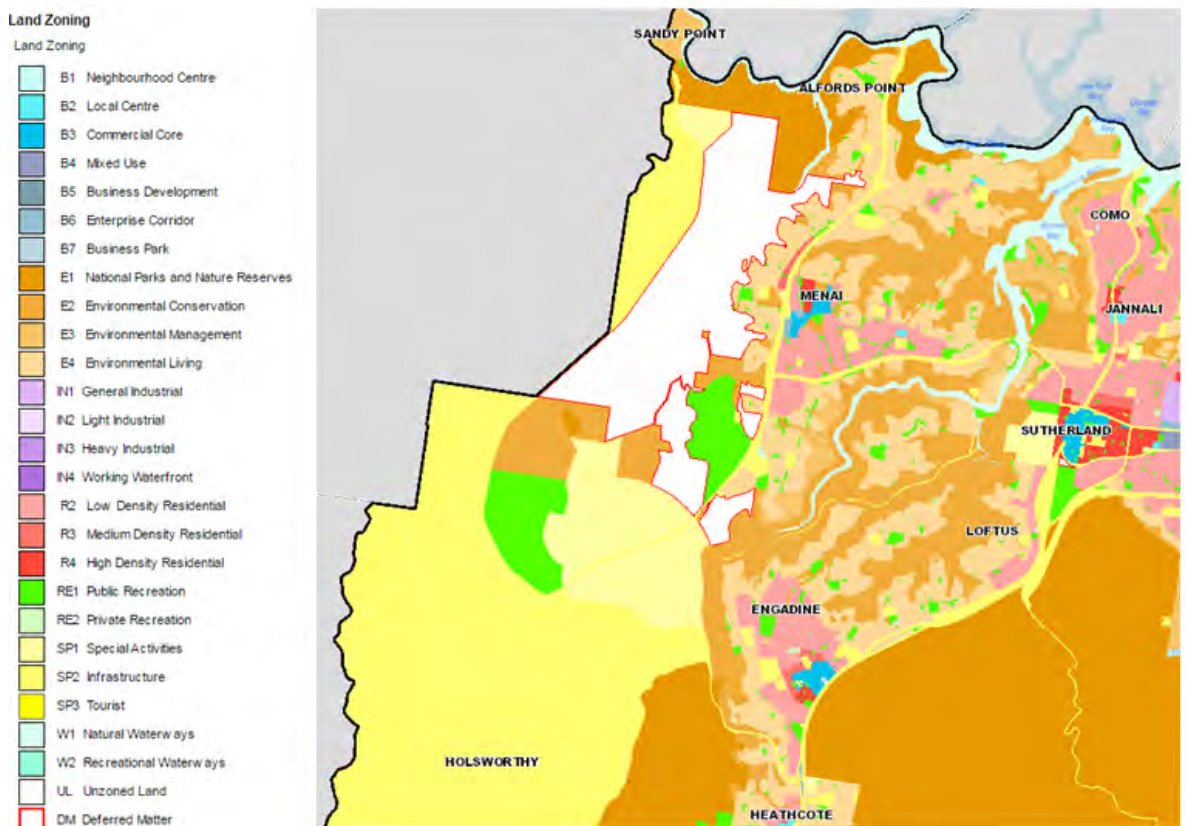 Land Zoning
Land Zoning
B1 Neighbourhood Centre
B2 Local Centre
B3 Commercial Core
B4 Mixed Use
B5 Business Development
B6 Enterprise Corridor
B7 Business Park
E1 National Parks and Nature Reserves
E2 Environmental Conservation
E3 Environmental Management
E4 Environmental Living
IN1 General Industrial
IN2 Light Industrial
IN3 Heavy Industrial
IN4 Working Waterfront
R2 Low Density Residential
R3 Medium Density Residential
R4 High Density Residential
RE1 Public Recreation
RE2 Private Recreation
SP1 Special Activities
SP2 Infrastructure
SP3 Tourist
W1 Natural Waterways
W2 Recreational Waterways
UL Unzoned Land
DM Deferred Matter
SANDY POINT
ALFORDS POINT
Bay
Bay
COMO
MENAI
JANNALI
SUTHERLAND
LOFTUS
ENGADINE
HOLSWORTHY
HEATHCOTE